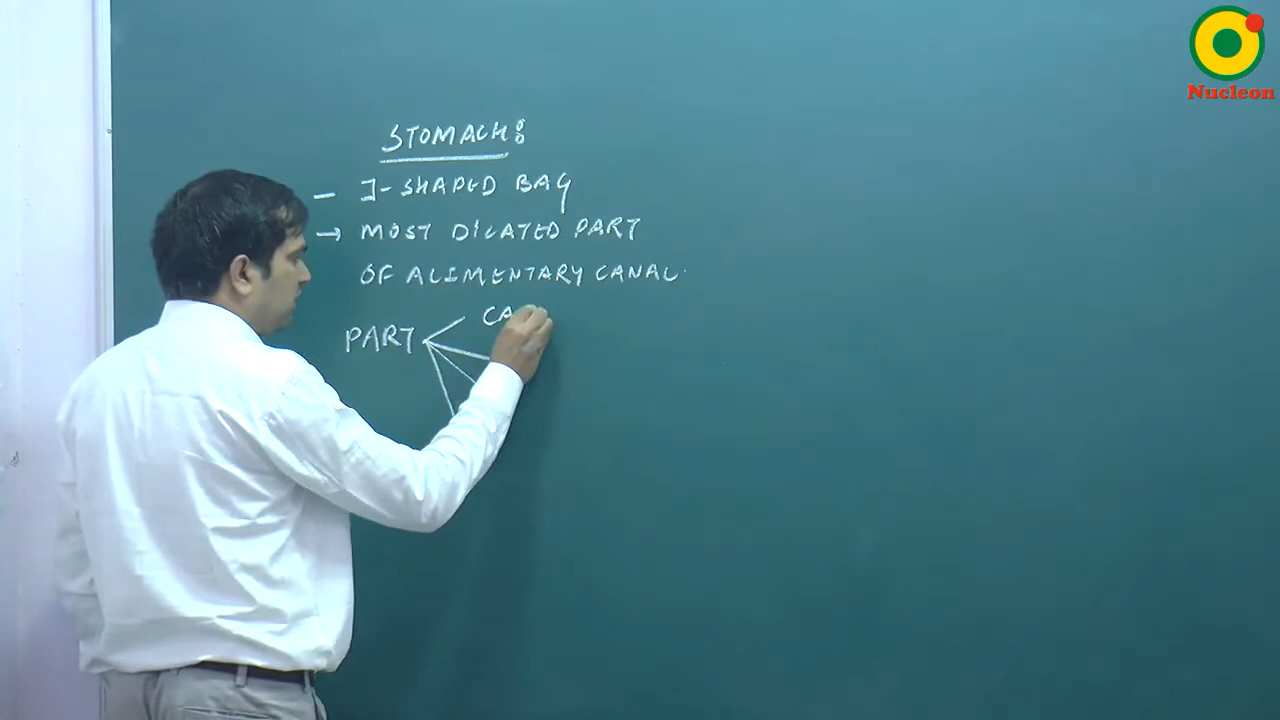 STOMACH:
- J-SHAPED BAG
→ MOST DILATED PART
OF ALIMENTARY CANAL.
PART
CA
Nucleon